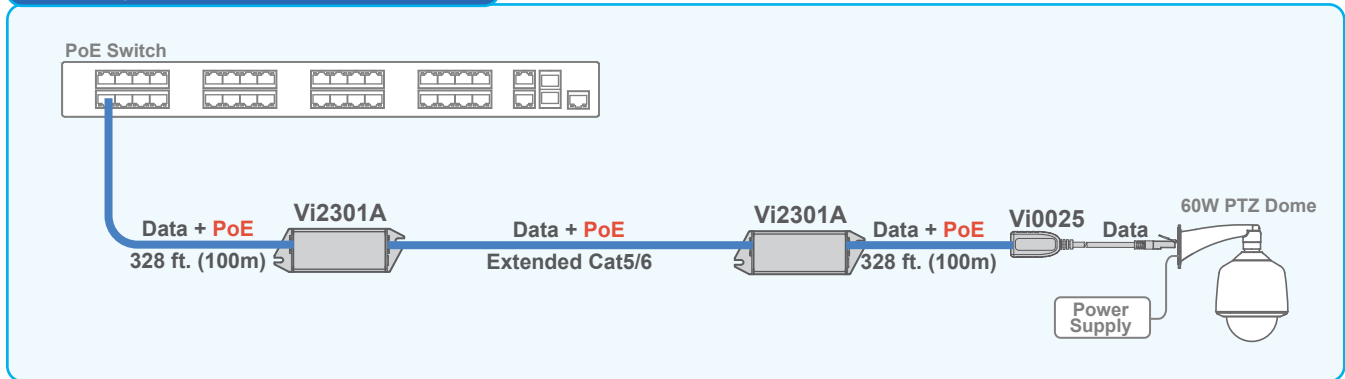 PoE Switch
Vi2301A
Data + PoE
328 ft. (100m)
Data + PoE
Extended Cat5/6
Vi2301A
Data + PoE
328 ft. (100m)
Vi0025
Data
60W PTZ Dome
Power
Supply